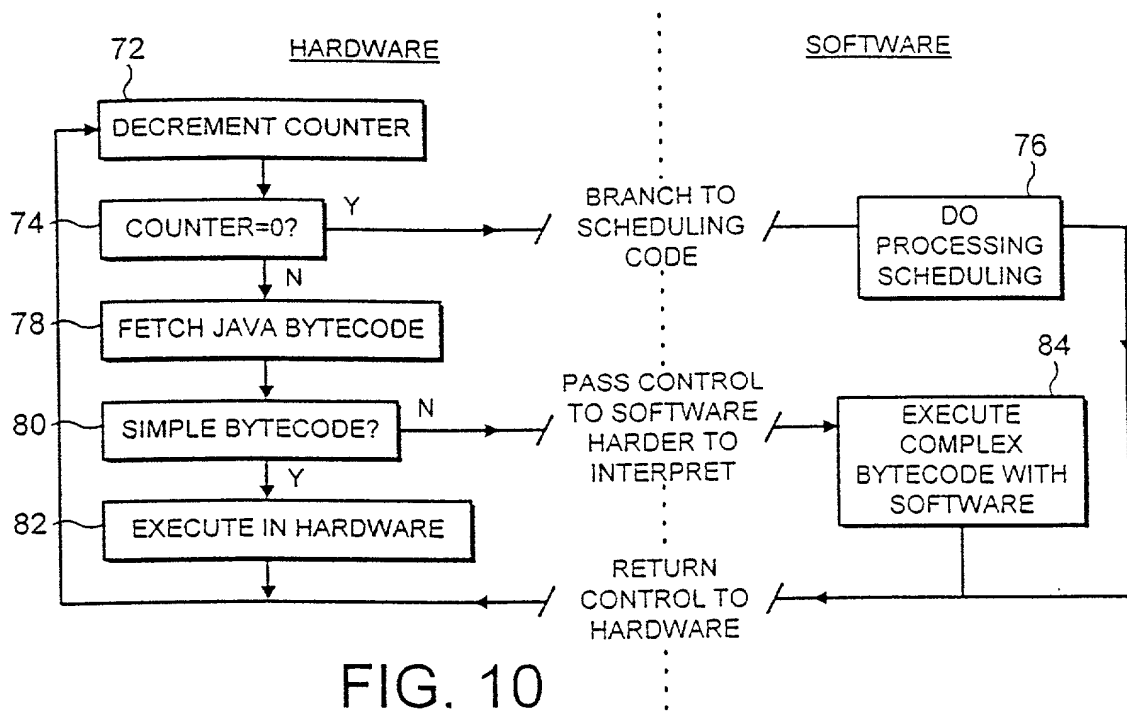 72
HARDWARE
SOFTWARE
DECREMENT COUNTER
74
COUNTER=0?
Y
BRANCH TO
SCHEDULING
CODE
76
DO
PROCESSING
SCHEDULING
N
78
FETCH JAVA BYTECODE
80
SIMPLE BYTECODE?
N
PASS CONTROL
TO SOFTWARE
HARDER TO
INTERPRET
84
EXECUTE
COMPLEX
BYTECODE WITH
SOFTWARE
Y
82
EXECUTE IN HARDWARE
RETURN
CONTROL TO
HARDWARE
FIG. 10